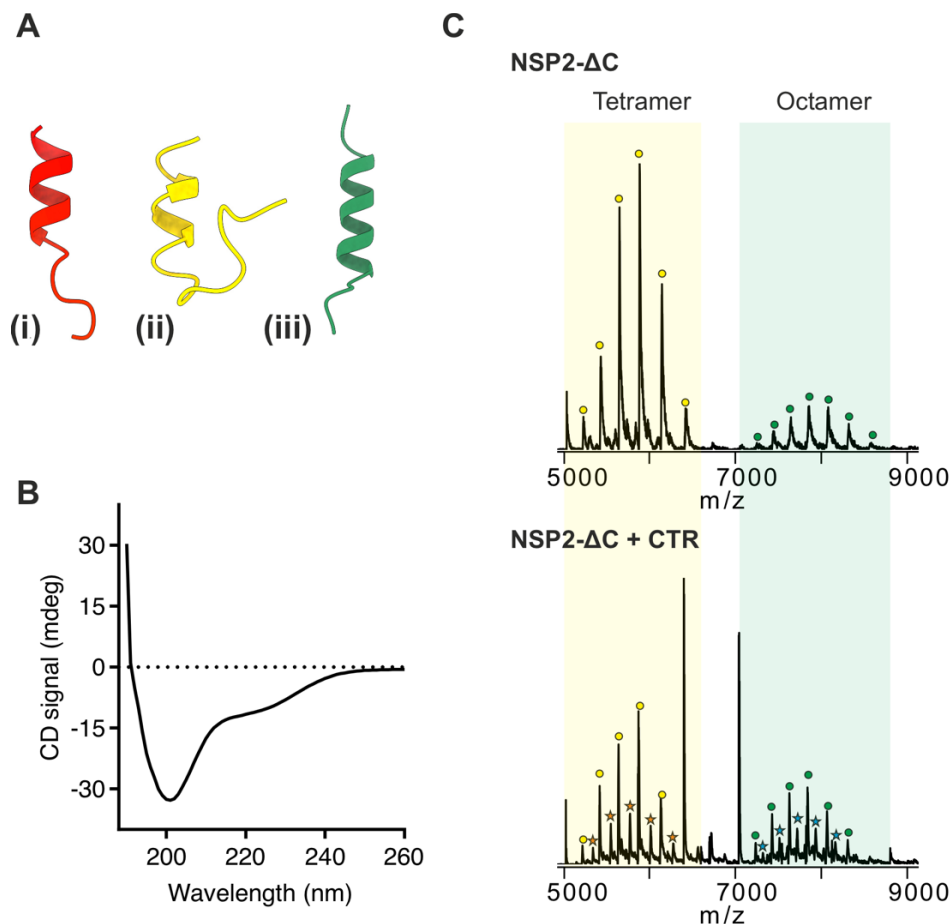 A
(i)
(ii)
(iii)
B
30
15
0
-15
-30
CD signal (mdeg)
200 220 240 260
Wavelength (nm)
C
NSP2-ΔC
Tetramer Octamer
5000 7000 9000
m/z m/z
NSP2-ΔC + CTR
5000 7000 9000
m/z